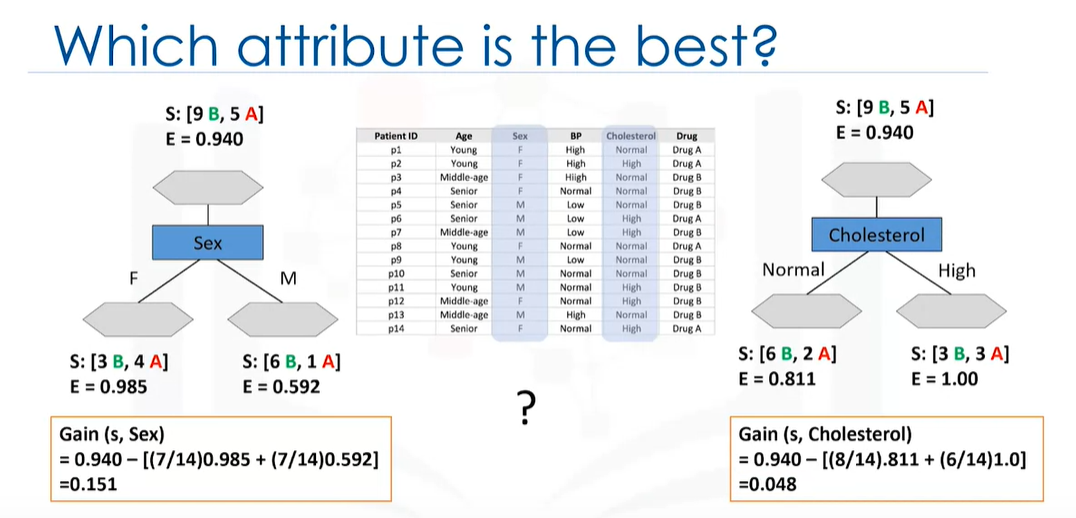 Which attribute is the best?
S: [9 B, 5 A]
E = 0.940
Sex
F
M
S: [3 B, 4 A]
E = 0.985
S: [6 B, 1 A]
E = 0.592
Gain (s, Sex)
= 0.940 – [(7/14)0.985 + (7/14)0.592]
=0.151
Patient ID Age Sex BP Cholesterol Drug
p1 Young F High Normal Drug A
p2 Young F High High Drug A
p3 Middle-age F Hiigh Normal Drug B
p4 Senior F Normal Normal Drug B
p5 Senior M Low Normal Drug B
p6 Senior M Low High Drug A
p7 Middle-age M Low High Drug B
p8 Young F Normal Normal Drug A
p9 Young M Low Normal Drug B
p10 Senior M Normal Normal Drug B
p11 Young M Normal High Drug B
p12 Middle-age F Normal High Drug B
p13 Middle-age M High Normal Drug B
p14 Senior F Normal High Drug A
?
S: [9 B, 5 A]
E = 0.940
Cholesterol
Normal
High
S: [6 B, 2 A]
E = 0.811
S: [3 B, 3 A]
E = 1.00
Gain (s, Cholesterol)
= 0.940 – [(8/14).811 + (6/14)1.0]
=0.048